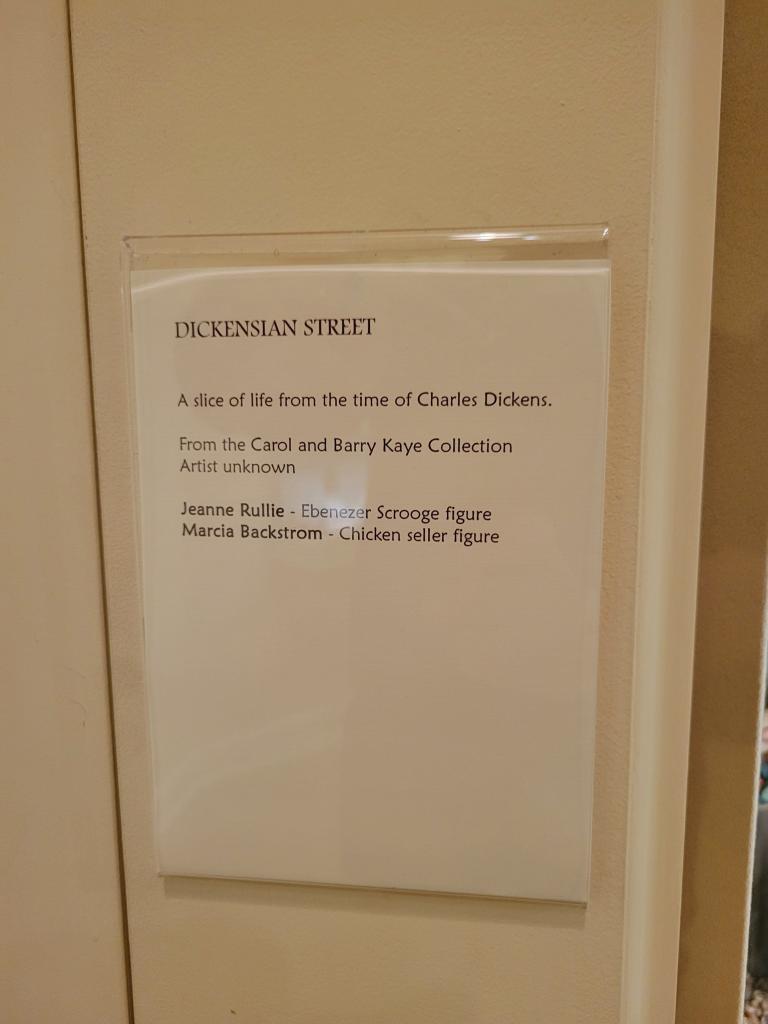 DICKENSIAN STREET
A slice of life from the time of Charles Dickens.
From the Carol and Barry Kaye Collection
Artist unknown
Jeanne Rullie - Ebenezer Scrooge figure
Marcia Backstrom - Chicken seller figure